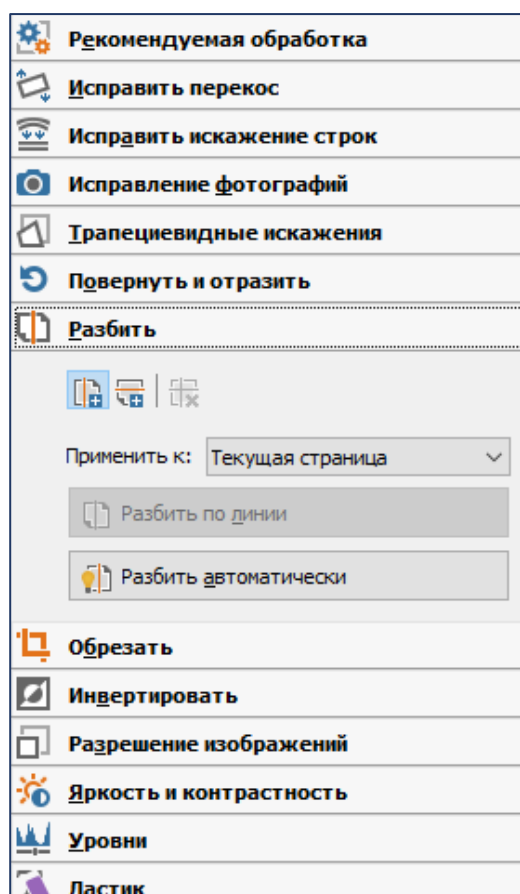 Рекомендуемая обработка
Исправить перекос
Исправить искажение строк
Исправление фотографий
Трапециевидные искажения
Повернуть и отразить
Разбить
Применить к: Текущая страница
Разбить по линии
Разбить автоматически
Обрезать
Инвертировать
Разрешение изображений
Яркость и контрастность
Уровни
Ластик